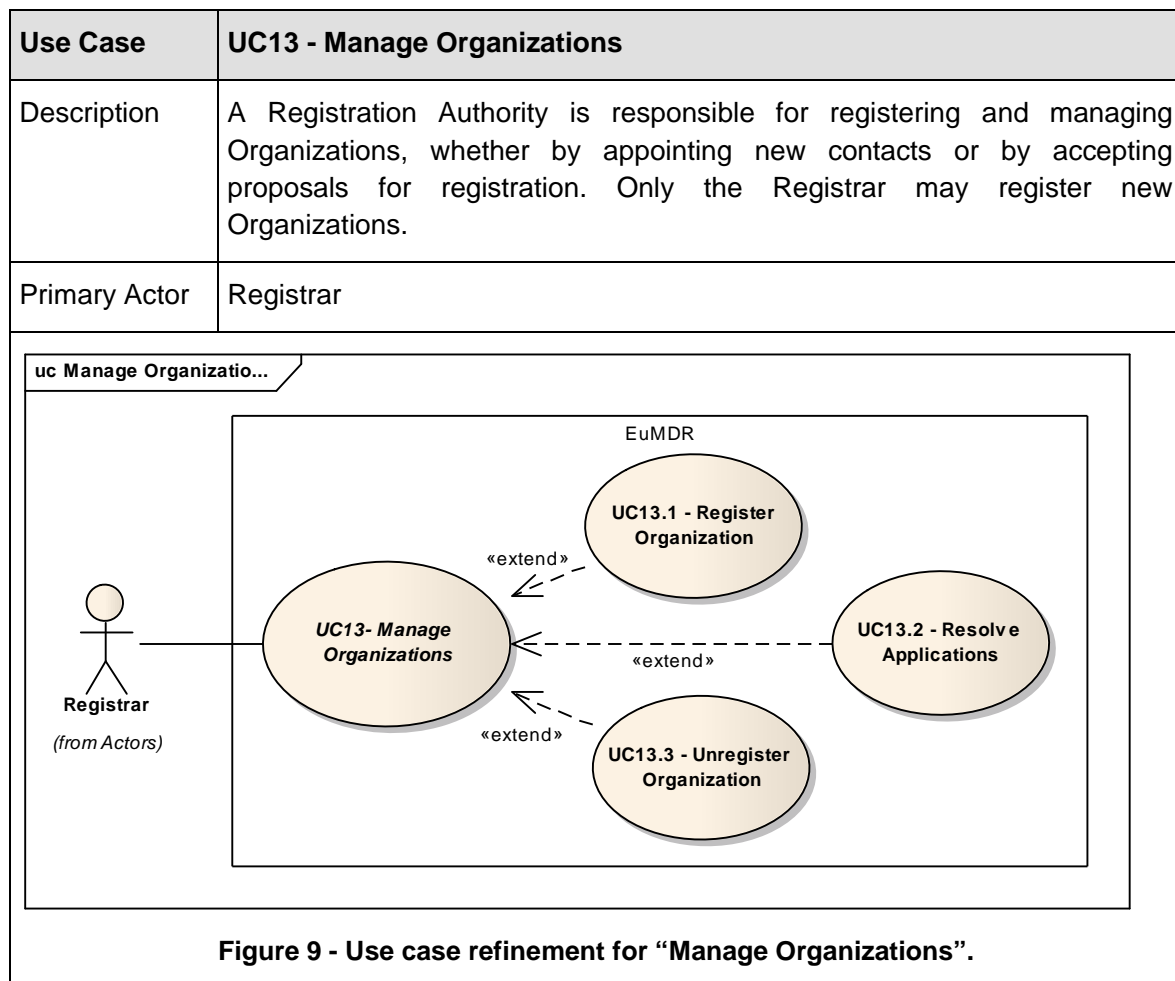 Use Case
UC13 - Manage Organizations
Description
A Registration Authority is responsible for registering and managing
Organizations, whether by appointing new contacts or by accepting
proposals for registration. Only the Registrar may register new
Organizations.
Primary Actor
Registrar
uc Manage Organizatio...
EuMDR
UC13.1 - Register
Organization
«extend»
UC13- Manage
Organizations
UC13.2 - Resolve
Applications
«extend»
Registrar
(from Actors)
«extend»
UC13.3 - Unregister
Organization
Figure 9 - Use case refinement for “Manage Organizations”.